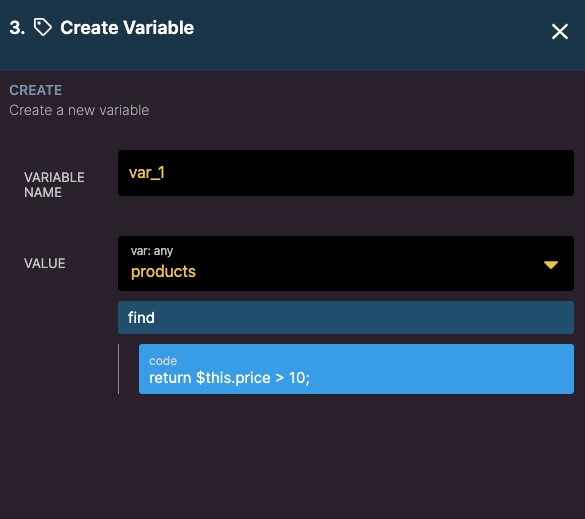 3. Create Variable
CREATE
Create a new variable
VARIABLE
NAME
var_1
VALUE
var: any
products
find
code
return $this.price > 10;